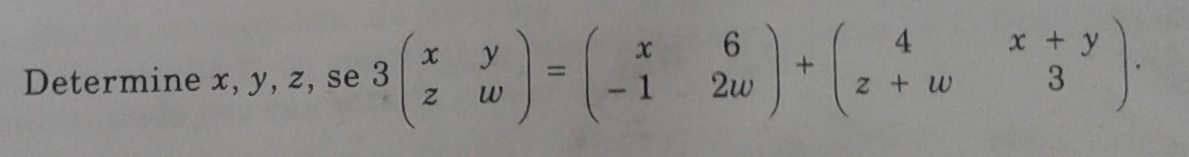 Determine x, y, z, se 3 ( x y ; z w ) = ( x 6 ; – 1 2w ) + ( 4 x + y ; z + w 3 ).